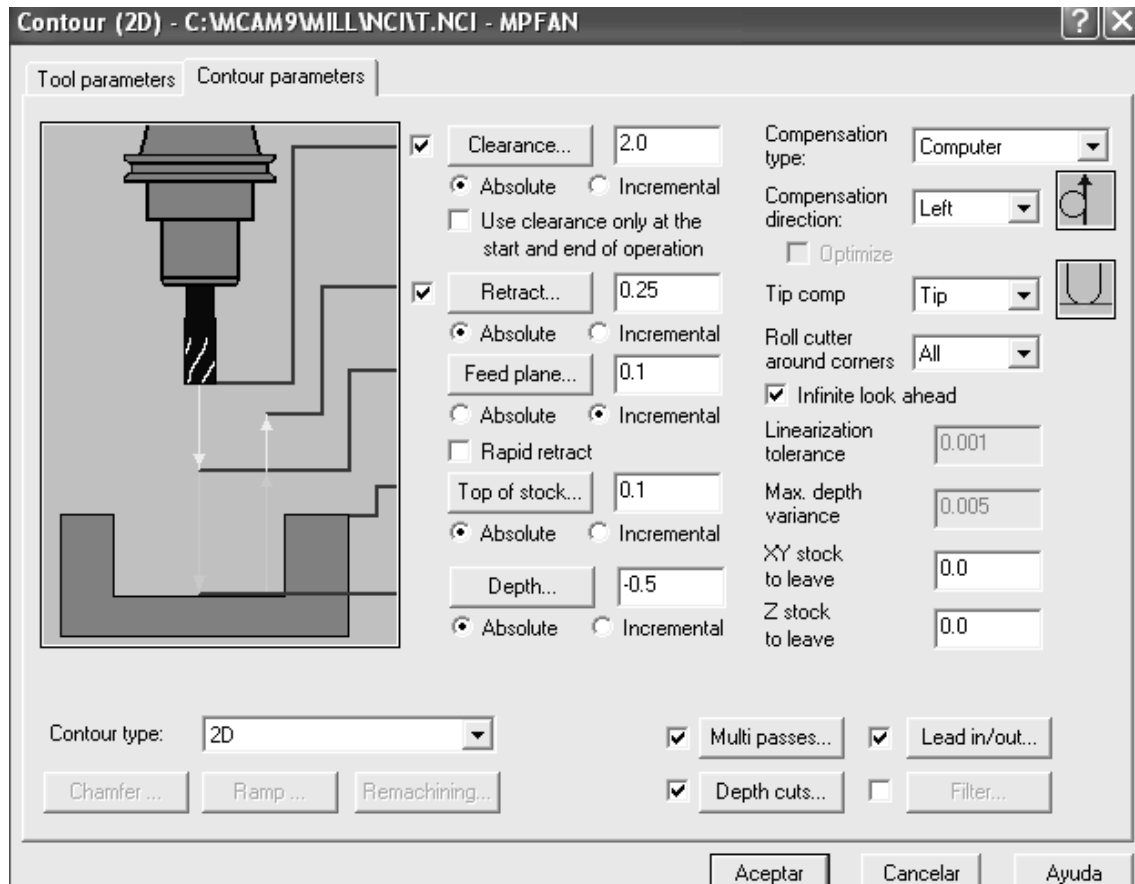 Contour (2D) - C:\MCAM9\MILL\NCI\T.NCI - MPFAN
Tool parameters
Contour parameters
Clearance...
2.0
Absolute
Incremental
Use clearance only at the
start and end of operation
Retract...
0.25
Absolute
Incremental
Feed plane...
0.1
Absolute
Incremental
Rapid retract
Top of stock...
0.1
Absolute
Incremental
Depth...
-0.5
Absolute
Incremental
Compensation
type:
Computer
Compensation
direction:
Left
Optimize
Tip comp
Tip
Roll cutter
around corners
All
Infinite look ahead
Linearization
tolerance
0.001
Max. depth
variance
0.005
XY stock
to leave
0.0
Z stock
to leave
0.0
Contour type:
2D
Multi passes...
Lead in/out...
Chamfer ...
Ramp ...
Remachining...
Depth cuts...
Filter...
Aceptar
Cancelar
Ayuda